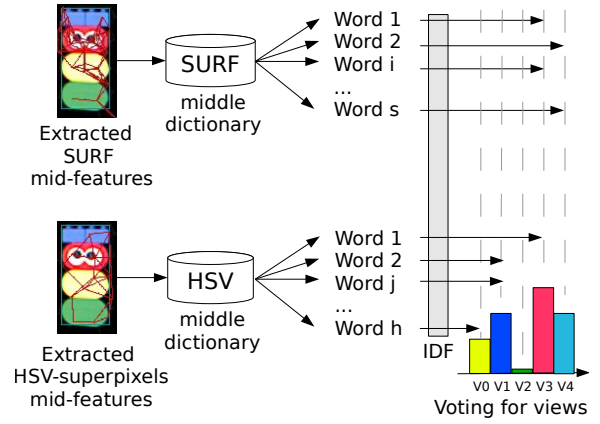 Extracted
SURF
mid-features
SURF
middle
dictionary
Word 1
Word 2
Word i
...
Word s
Extracted
HSV-superpixels
mid-features
HSV
middle
dictionary
Word 1
Word 2
Word j
...
Word h
IDF
V0 V1 V2 V3 V4
Voting for views